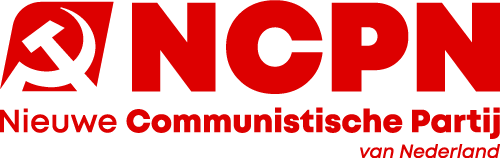 NCPN
Nieuwe Communistische Partij
van Nederland